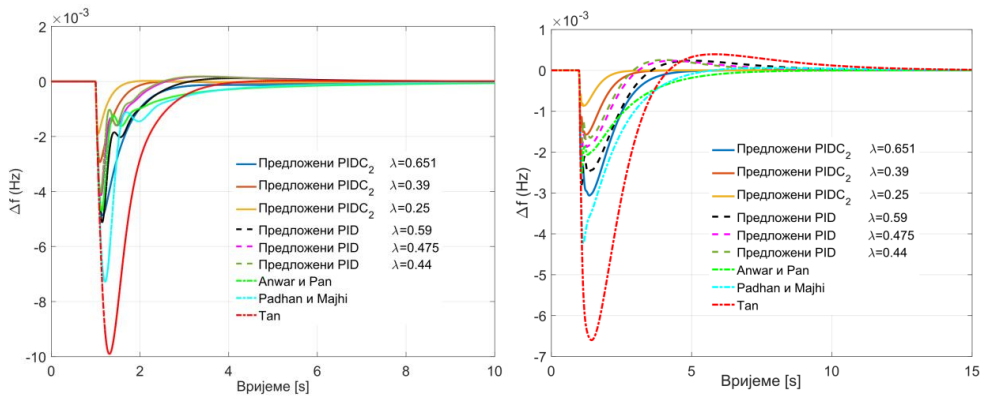 ×10⁻³
2
0
-2
-4
-6
-8
-10
Δf (Hz)
0
2
4
6
8
10
Вријеме [s]
Предложени PIDC₂ λ=0.651
Предложени PIDC₂ λ=0.39
Предложени PIDC₂ λ=0.25
Предложени PID λ=0.59
Предложени PID λ=0.475
Предложени PID λ=0.44
Anwar и Pan
Padhan и Majhi
Tan
×10⁻³
1
0
-1
-2
-3
-4
-5
-6
-7
Δf (Hz)
0
5
10
15
Вријеме [s]
Предложени PIDC₂ λ=0.651
Предложени PIDC₂ λ=0.39
Предложени PIDC₂ λ=0.25
Предложени PID λ=0.59
Предложени PID λ=0.475
Предложени PID λ=0.44
Anwar и Pan
Padhan и Majhi
Tan